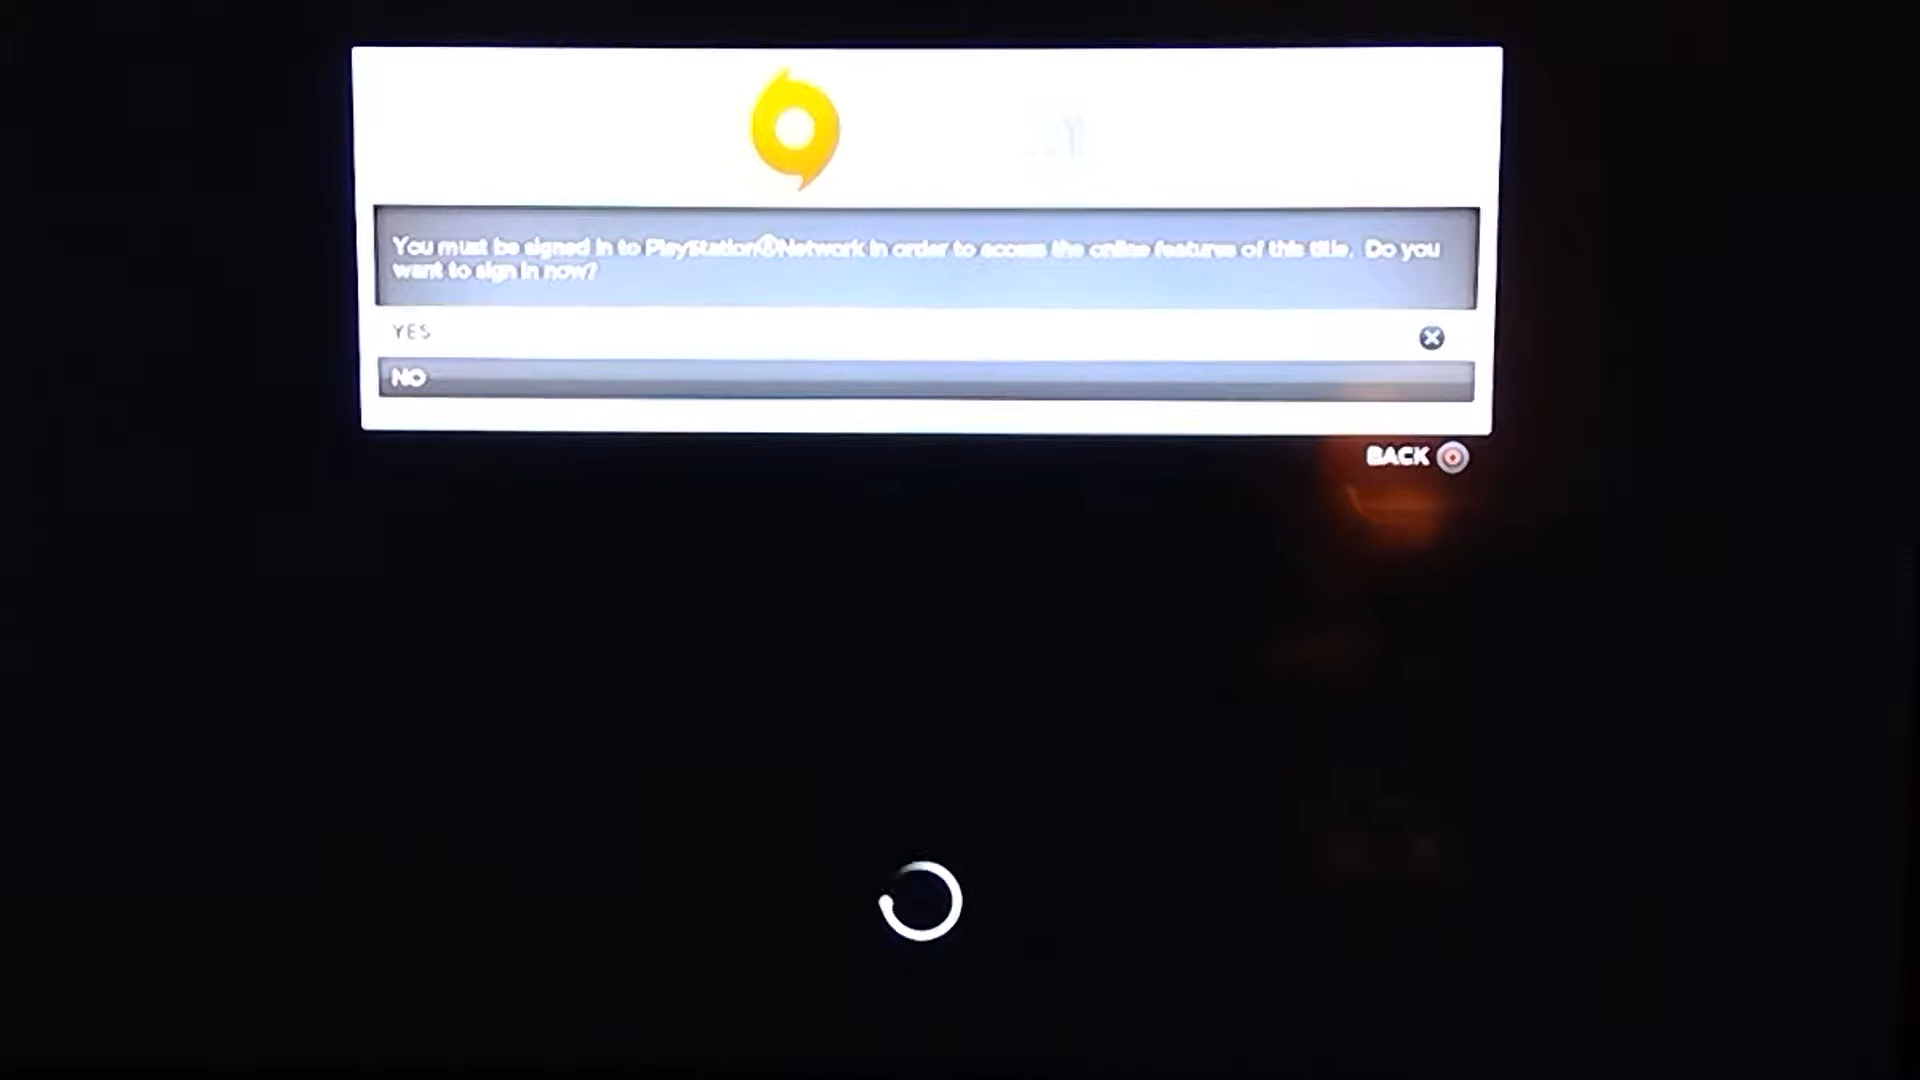 You must be signed in to PlayStation®Network in order to access the online features of this title. Do you
want to sign in now?
YES
NO
BACK